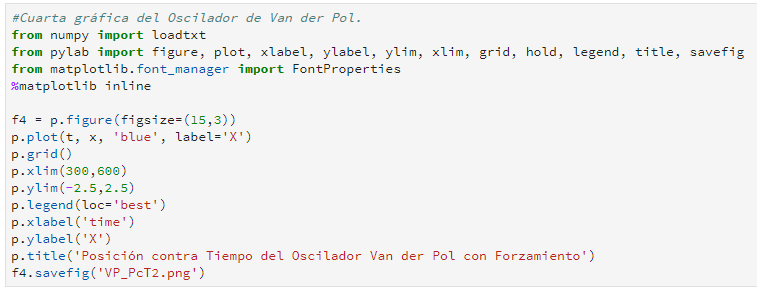 #Cuarta gráfica del Oscilador de Van der Pol.
from numpy import loadtxt
from pylab import figure, plot, xlabel, ylabel, ylim, xlim, grid, hold, legend, title, savefig
from matplotlib.font_manager import FontProperties
%matplotlib inline
f4 = p.figure(figsize=(15,3))
p.plot(t, x, 'blue', label='X')
p.grid()
p.xlim(300,600)
p.ylim(-2.5,2.5)
p.legend(loc='best')
p.xlabel('time')
p.ylabel('X')
p.title('Posición contra Tiempo del Oscilador Van der Pol con Forzamiento')
f4.savefig('VP_PcT2.png')